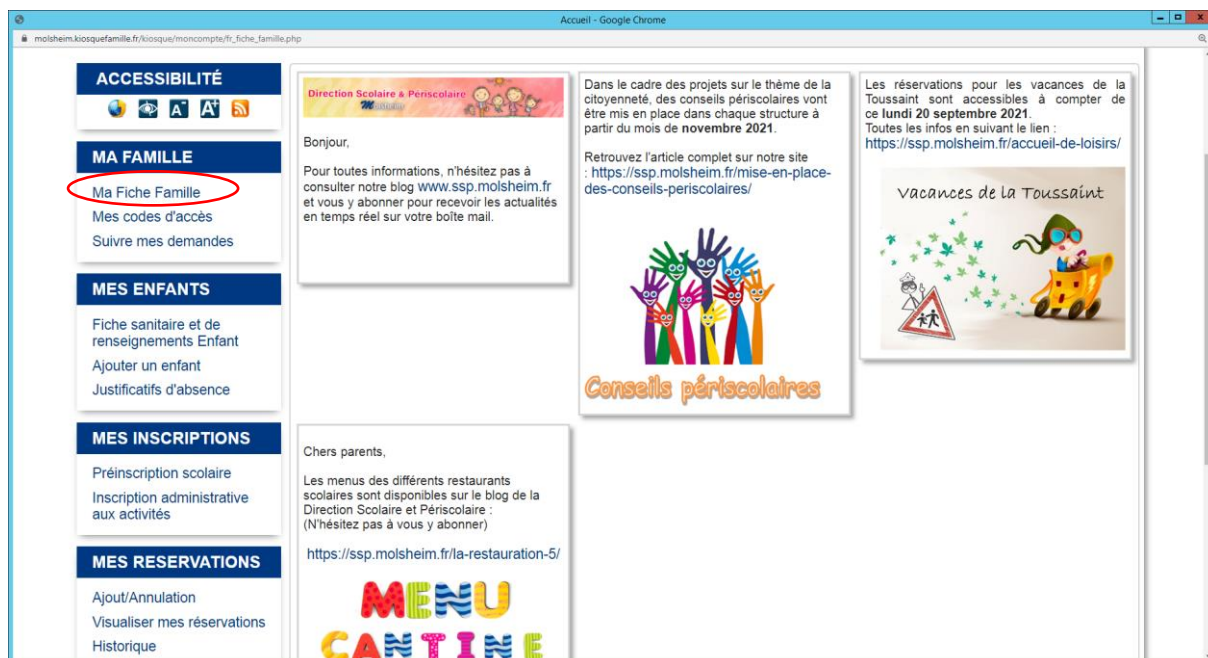 Accueil - Google Chrome
molsheim.kiosquefamille.fr/kiosque/moncompte/fr_fiche_famille.php
ACCESSIBILITÉ
A-
A+
MA FAMILLE
Ma Fiche Famille
Mes codes d'accès
Suivre mes demandes
MES ENFANTS
Fiche sanitaire et de
renseignements Enfant
Ajouter un enfant
Justificatifs d'absence
MES INSCRIPTIONS
Préinscription scolaire
Inscription administrative
aux activités
MES RESERVATIONS
Ajout/Annulation
Visualiser mes réservations
Historique
Direction Scolaire & Périscolaire
Molsheim
Bonjour,
Pour toutes informations, n'hésitez pas à
consulter notre blog www.ssp.molsheim.fr
et vous y abonner pour recevoir les actualités
en temps réel sur votre boîte mail.
Dans le cadre des projets sur le thème de la
citoyenneté, des conseils périscolaires vont
être mis en place dans chaque structure à
partir du mois de novembre 2021.
Retrouvez l'article complet sur notre site
: https://ssp.molsheim.fr/mise-en-place-
des-conseils-periscolaires/
Conseils périscolaires
Les réservations pour les vacances de la
Toussaint sont accessibles à compter de
ce lundi 20 septembre 2021.
Toutes les infos en suivant le lien :
https://ssp.molsheim.fr/accueil-de-loisirs/
Vacances de la Toussaint
Chers parents,
Les menus des différents restaurants
scolaires sont disponibles sur le blog de la
Direction Scolaire et Périscolaire :
(N'hésitez pas à vous y abonner)
https://ssp.molsheim.fr/la-restauration-5/
MENU
CANTINE